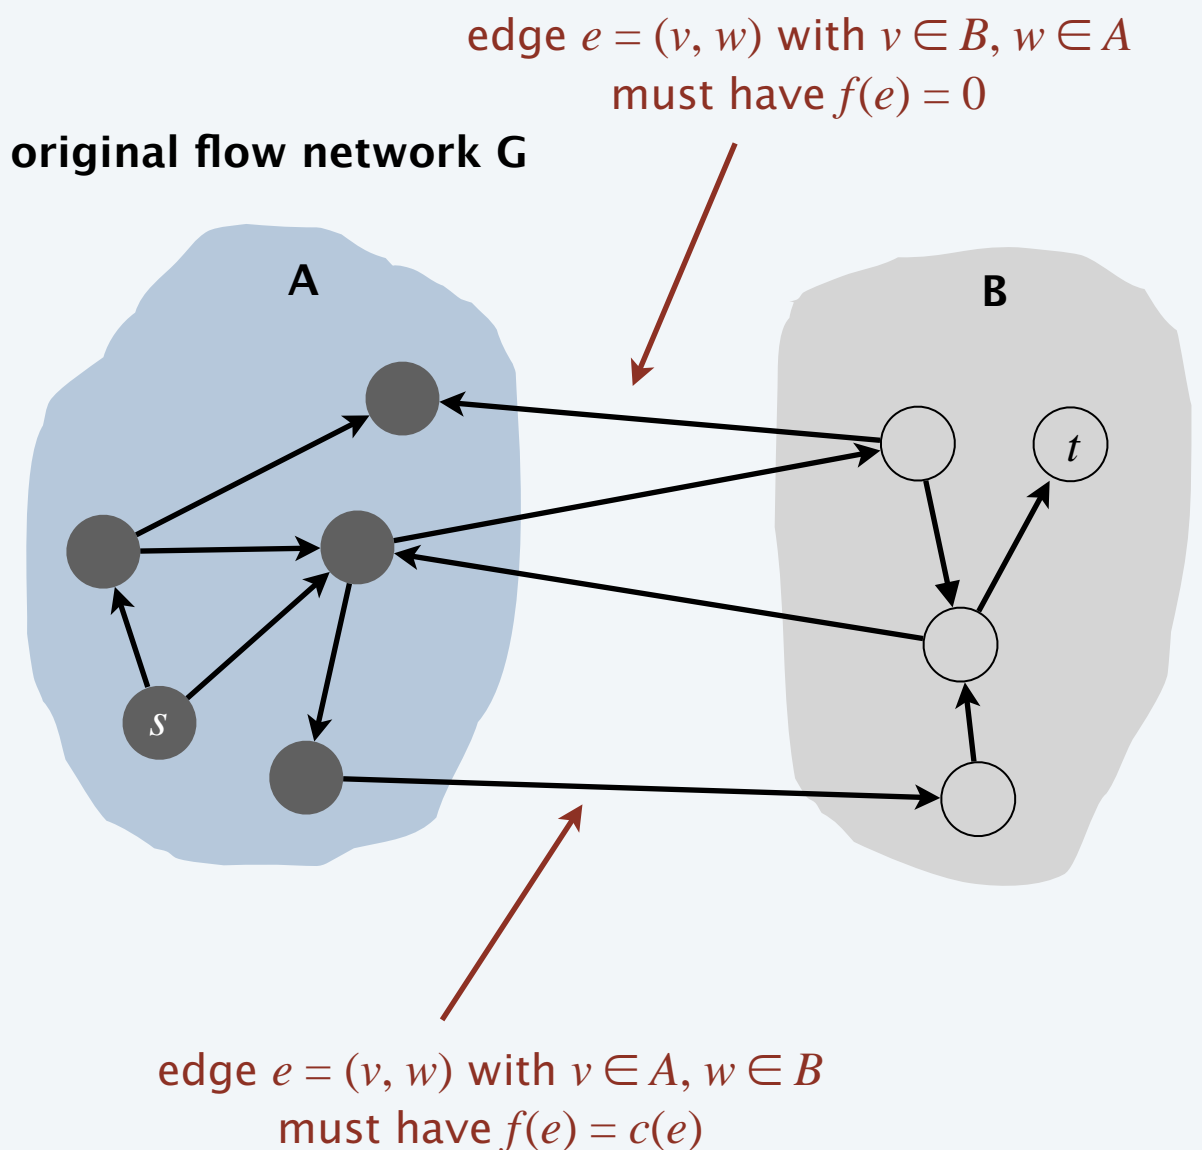 edge e = (v, w) with v ∈ B, w ∈ A
must have f(e) = 0
original flow network G
A
B
t
s
edge e = (v, w) with v ∈ A, w ∈ B
must have f(e) = c(e)